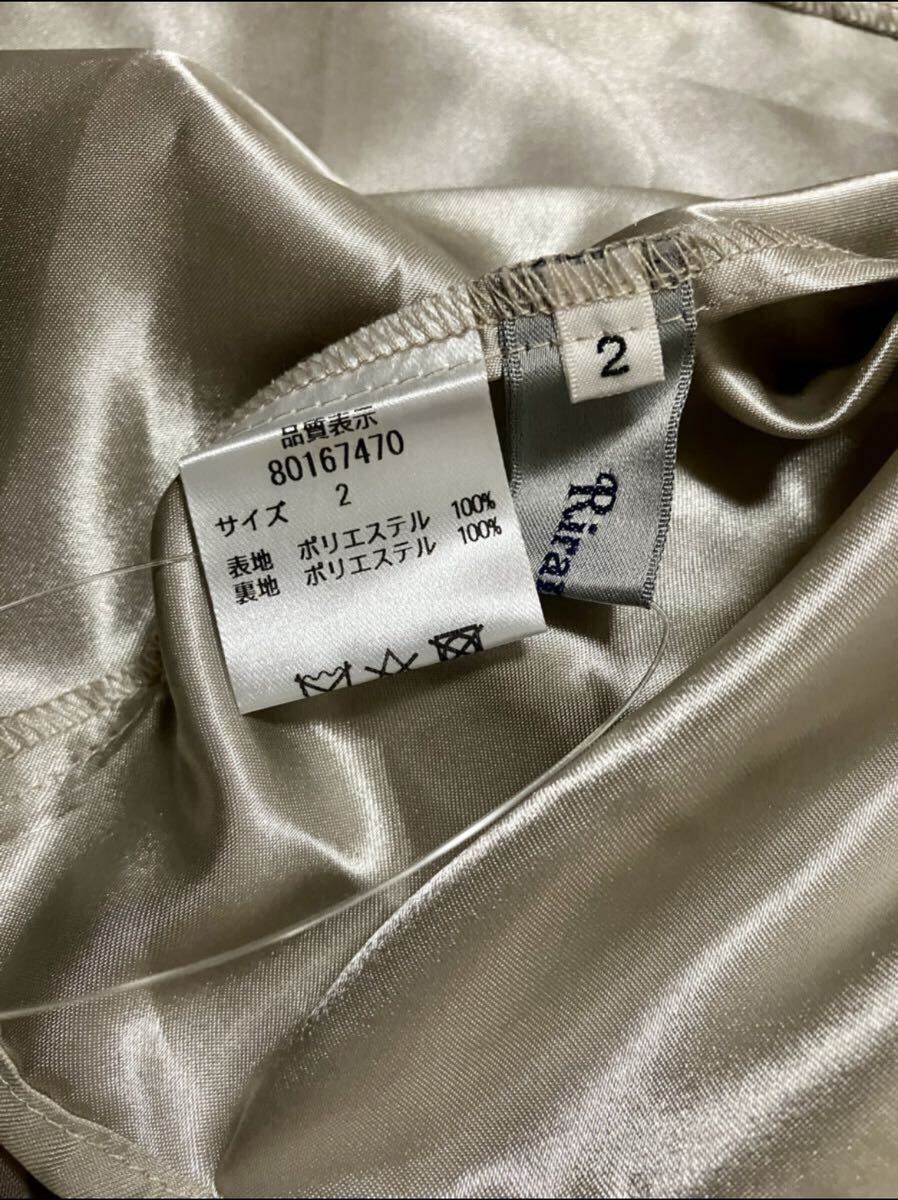 品質表示
80167470
サイズ 2
表地 ポリエステル 100%
裏地 ポリエステル 100%
2